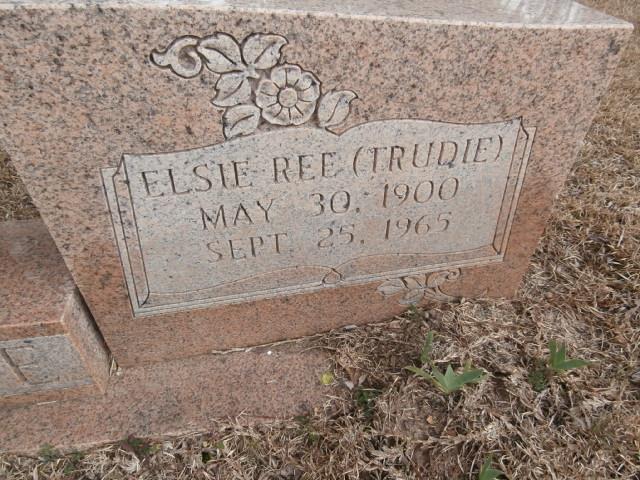 ELSIE REE (TRUDIE)
MAY 30, 1900
SEPT. 25, 1965